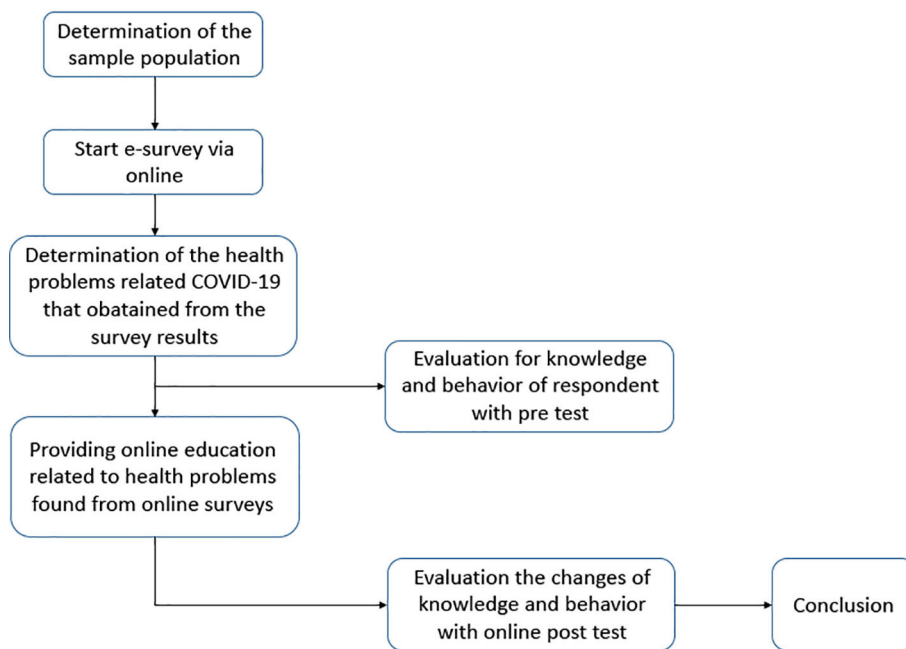 Determination of the
sample population
Start e-survey via
online
Determination of the health
problems related COVID-19
that obatained from the
survey results
Evaluation for knowledge
and behavior of respondent
with pre test
Providing online education
related to health problems
found from online surveys
Evaluation the changes of
knowledge and behavior
with online post test
Conclusion